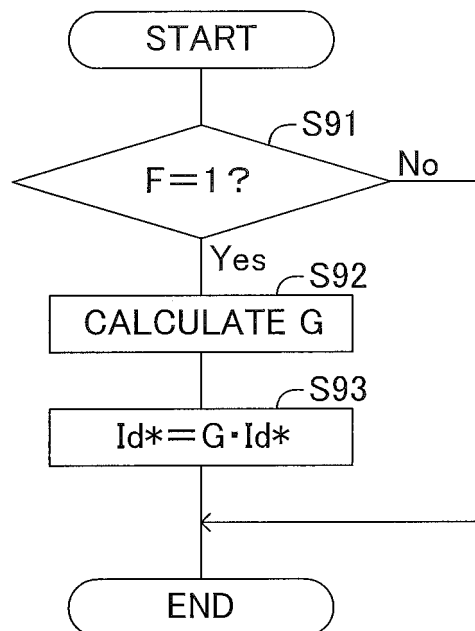 START
S91
F=1?
No
Yes
S92
CALCULATE G
S93
Id*=G·Id*
END